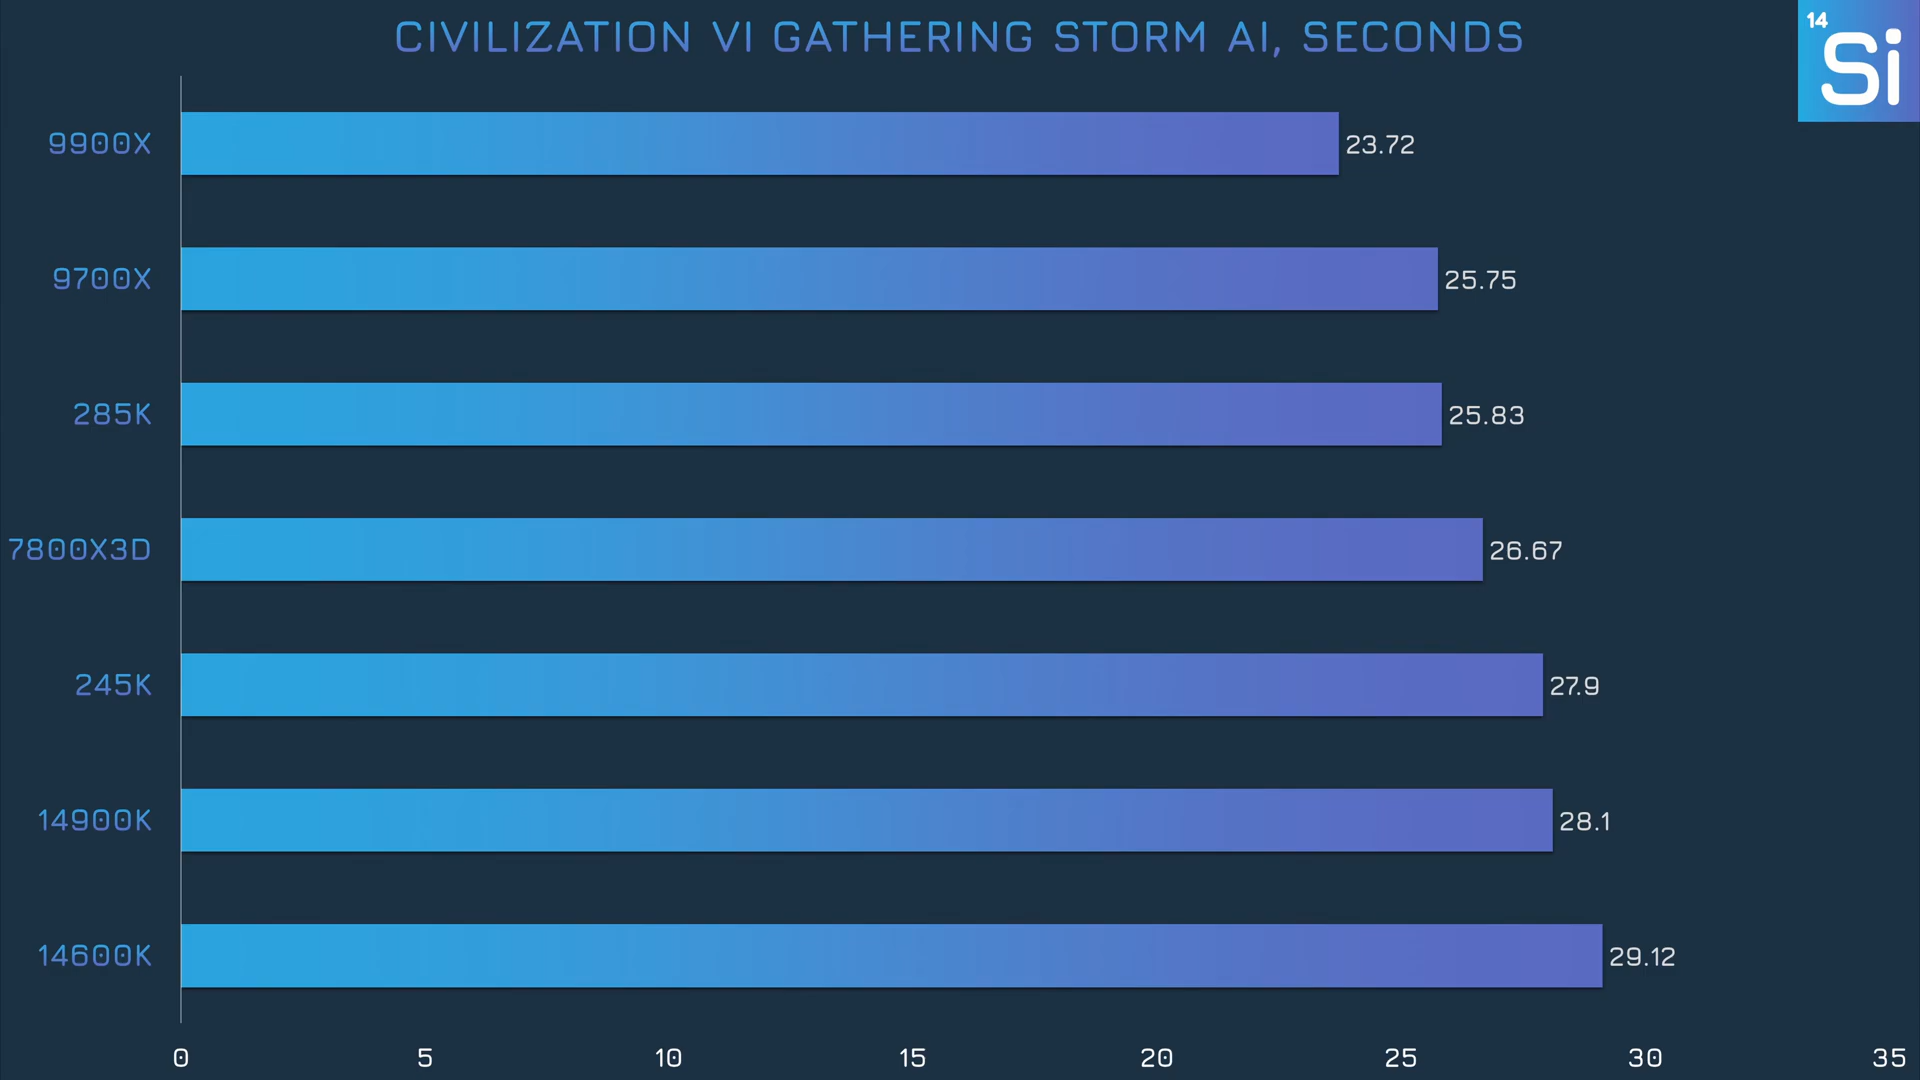 CIVILIZATION VI GATHERING STORM AI, SECONDS
14
Si
9900X
23.72
9700X
25.75
285K
25.83
7800X3D
26.67
245K
27.9
14900K
28.1
14600K
29.12
0 5 10 15 20 25 30 35